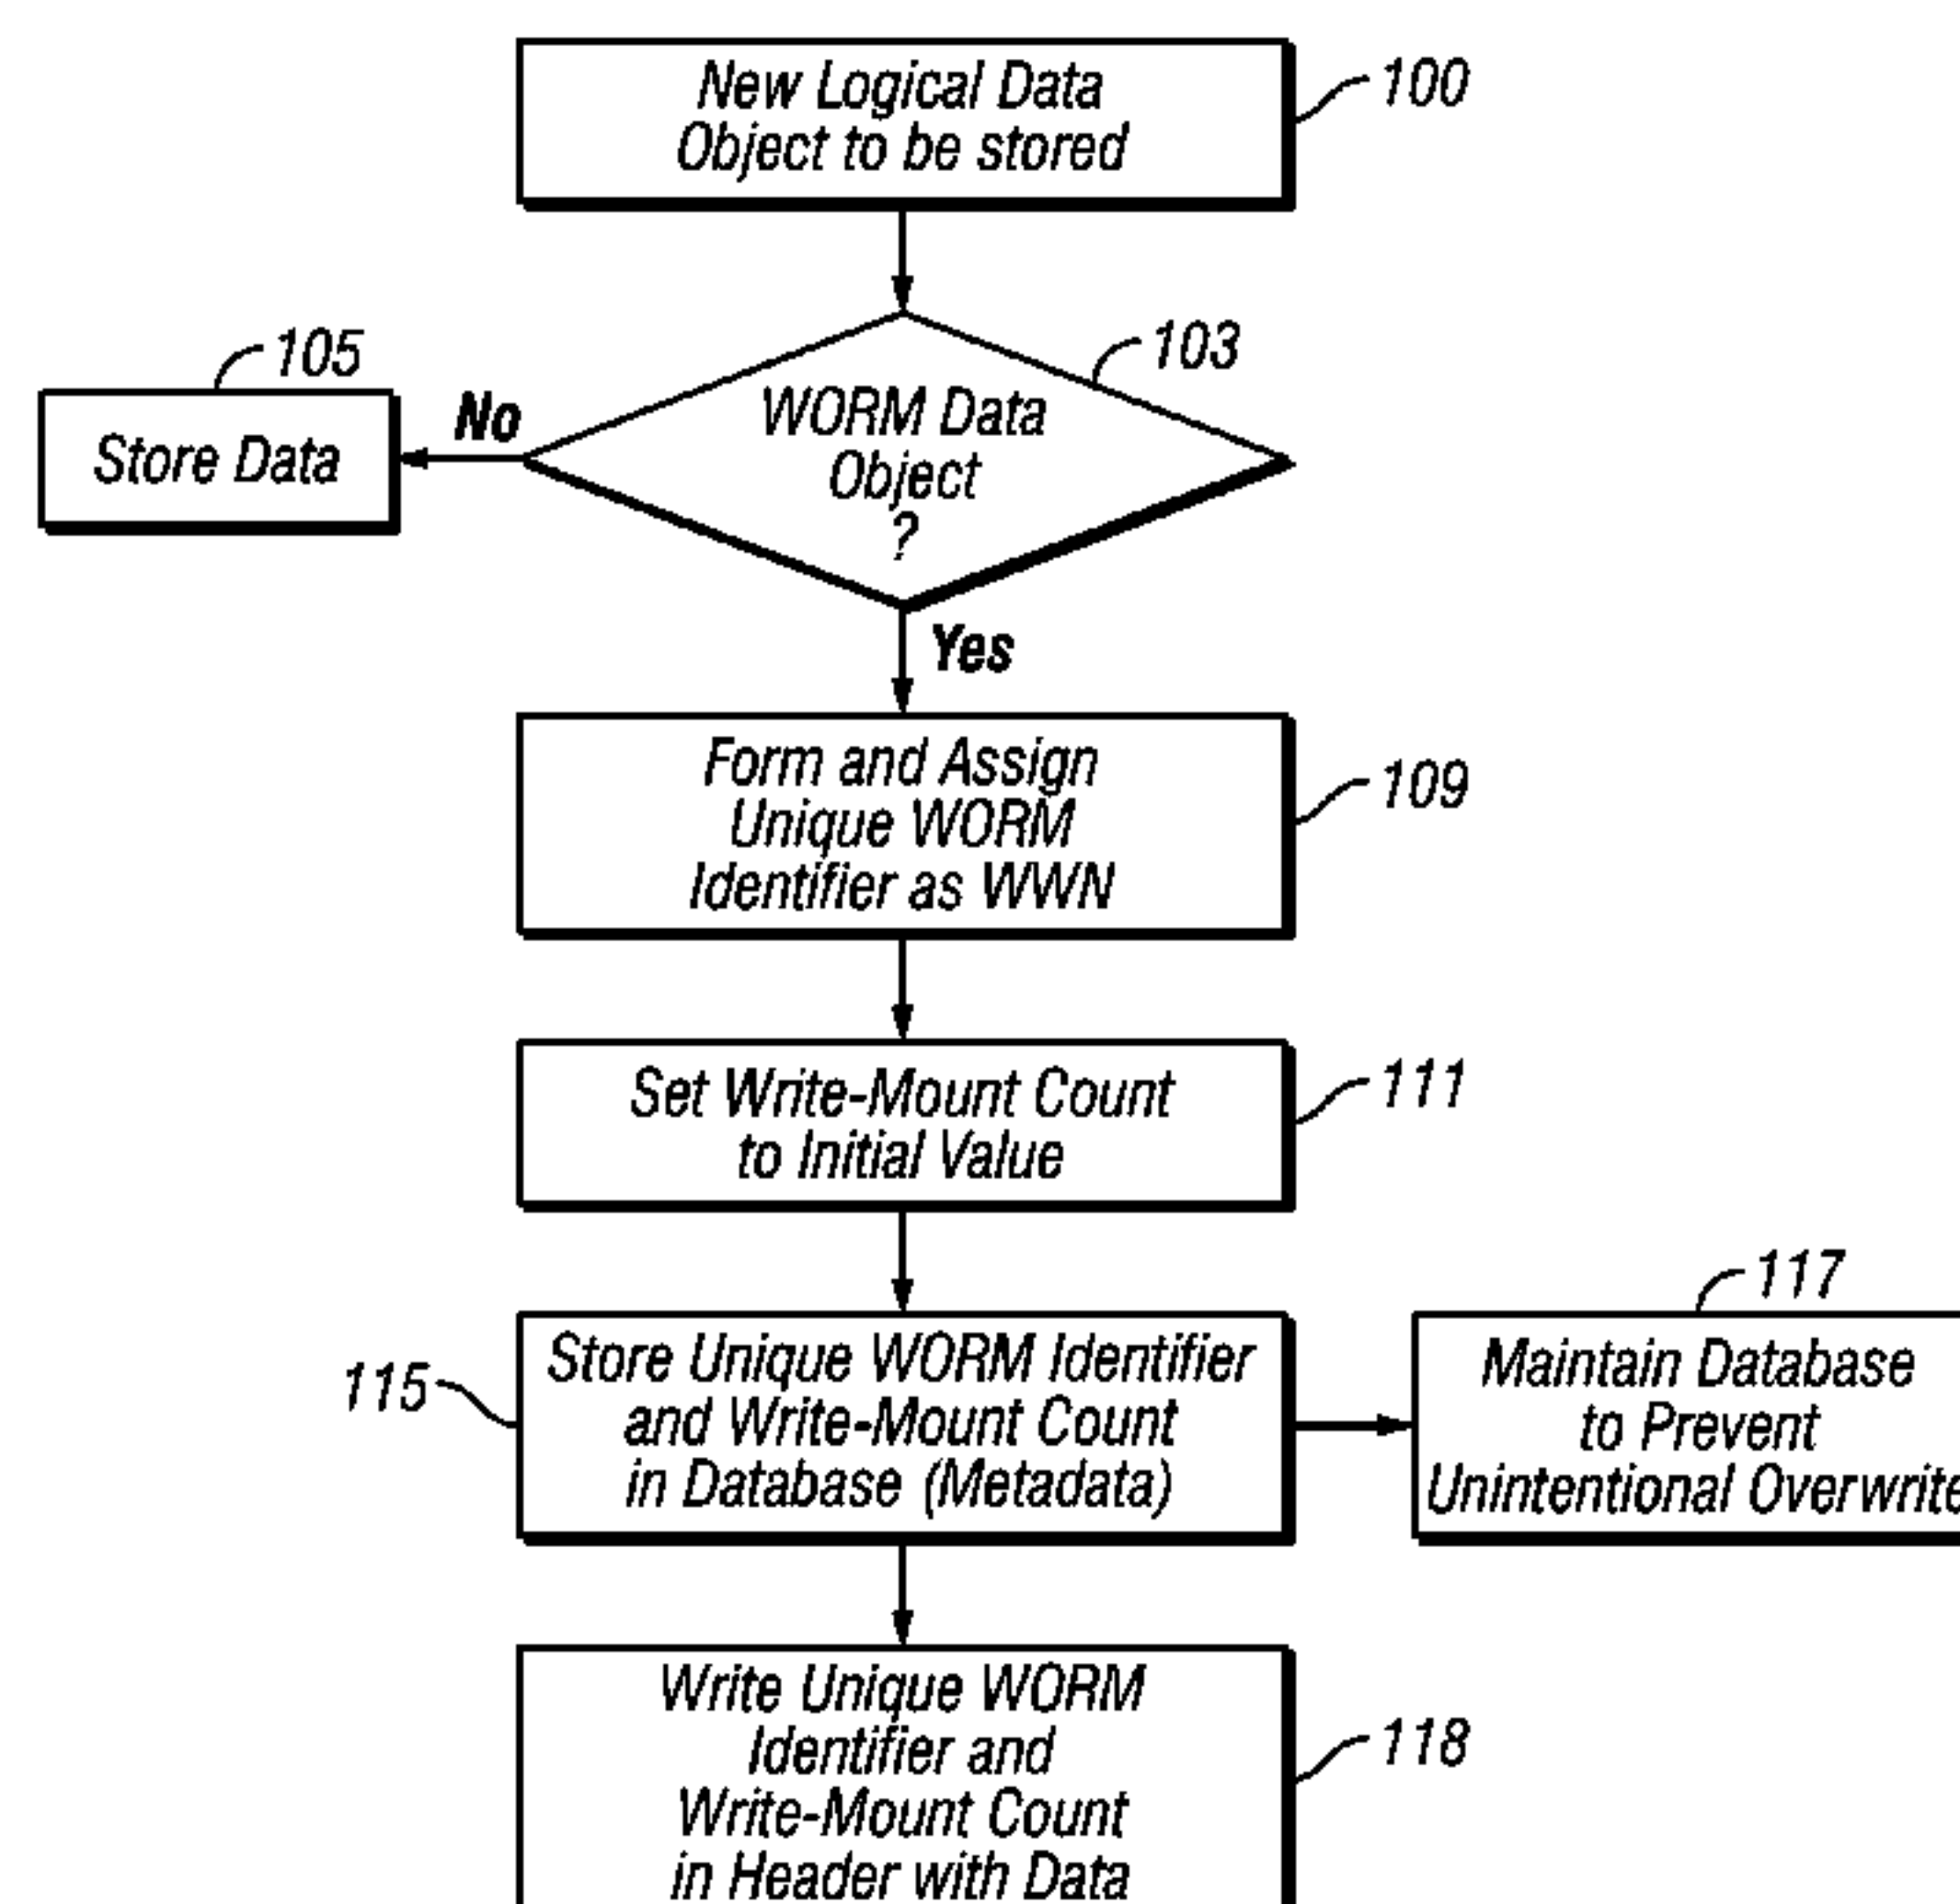 New Logical Data
Object to be stored
100
103
WORM Data
Object
?
105
No
Store Data
Yes
Form and Assign
Unique WORM
Identifier as WWN
109
Set Write-Mount Count
to Initial Value
111
115
Store Unique WORM Identifier
and Write-Mount Count
in Database (Metadata)
117
Maintain Database
to Prevent
Unintentional Overwrite
Write Unique WORM
Identifier and
Write-Mount Count
in Header with Data
118